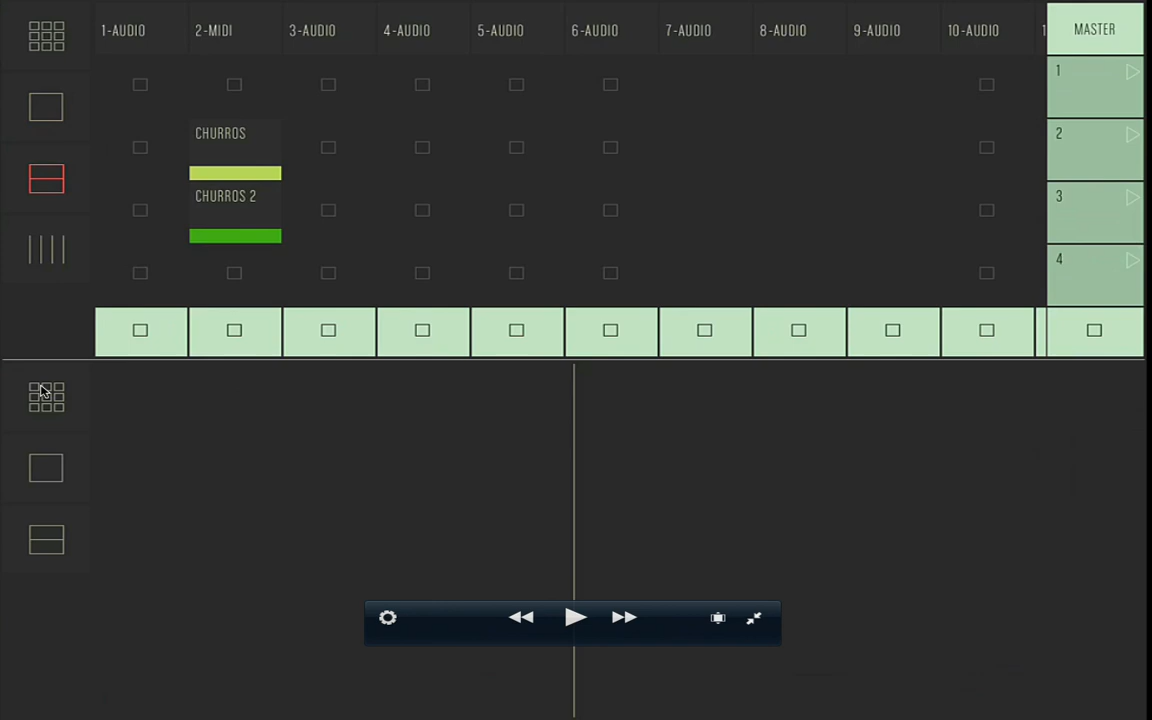 1-AUDIO 2-MIDI 3-AUDIO 4-AUDIO 5-AUDIO 6-AUDIO 7-AUDIO 8-AUDIO 9-AUDIO 10-AUDIO 1 MASTER
1
CHURROS 2
CHURROS 2 3
4